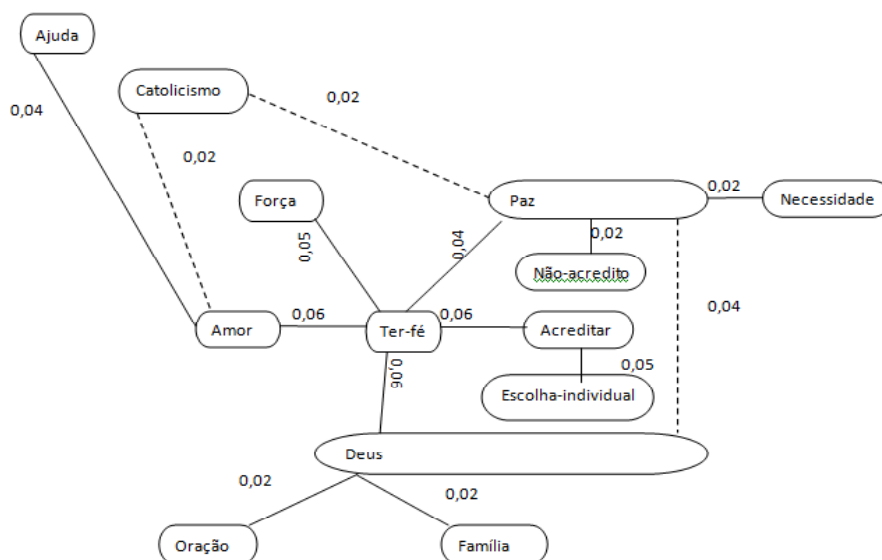 Ajuda
Catolicismo
0,02
0,04
0,02
Força
Paz
0,02
Necessidade
0,05
0,04
0,02
Não-acredito
0,04
Amor
0,06
Ter-fé
0,06
Acreditar
0,06
0,05
Escolha-individual
Deus
0,02
0,02
Oração
Família